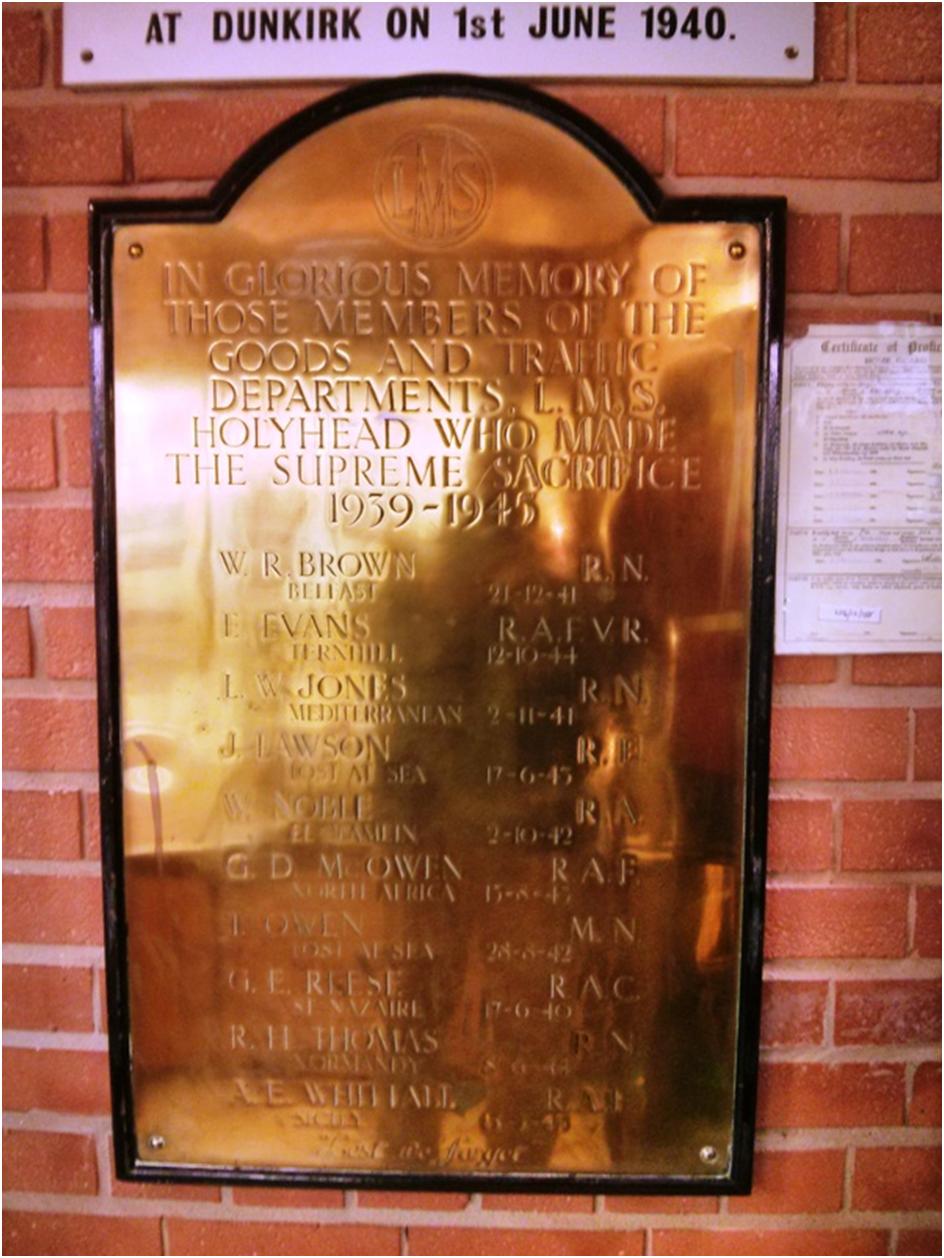 AT DUNKIRK ON 1st JUNE 1940.
LMS
IN GLORIOUS MEMORY OF
THOSE MEMBERS OF THE
GOODS AND TRAFFIC
DEPARTMENTS, L.M.S.
HOLYHEAD WHO MADE
THE SUPREME SACRIFICE
1939-1945
W. R. BROWN R.N.
BELFAST 21-12-41
E. EVANS R.A.F.V.R.
TERNHILL 12-10-44
L. W. JONES R.N.
MEDITERRANEAN 2-11-41
J. LAWSON R.E.
LOST AT SEA 17-6-43
W. NOBLE R.A.
EL ALAMEIN 2-10-42
G. D. McOWEN R.A.F.
NORTH AFRICA
T. OWEN M.N.
LOST AT SEA 28-8-42
G. E. REESE R.A.C.
ST NAZAIRE 17-6-40
R. H. THOMAS R.N.
NORMANDY
A. E. WHITTALL
SICILY
"Lest we forget"
Certificate of